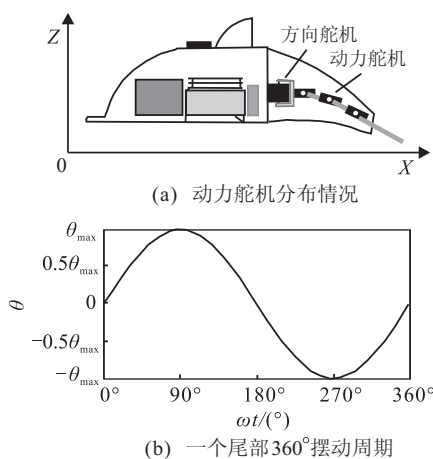 Z
方向舵机
动力舵机
0
X
(a) 动力舵机分布情况
θmax
0.5θmax
0
−0.5θmax
−θmax
θ
0° 90° 180° 270° 360°
ωt/(°)
(b) 一个尾部360°摆动周期